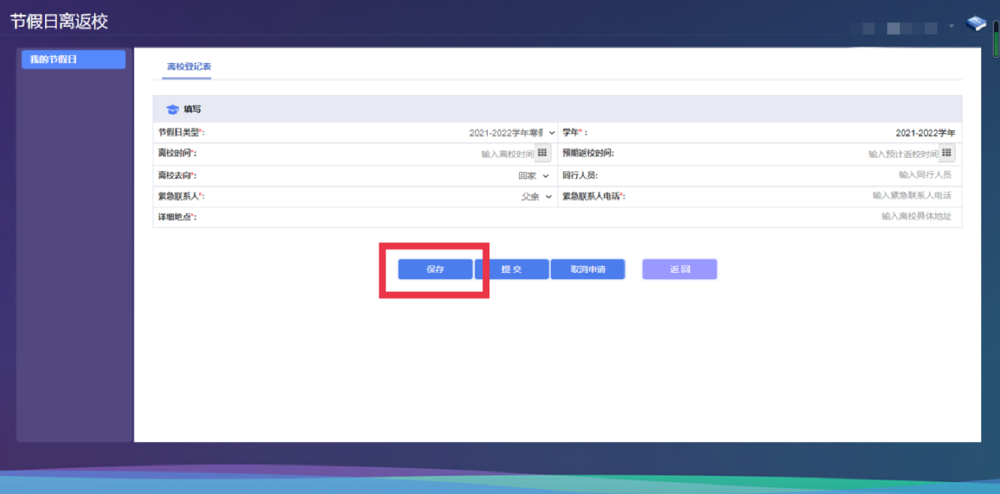 节假日离返校
我的节假日
离校登记表
填写
节假日类型*: 2021-2022学年寒假 学年*: 2021-2022学年
离校时间*: 输入离校时间 预期返校时间: 输入预计返校时间
离校去向*: 回家 同行人员: 输入同行人员
紧急联系人*: 父亲 紧急联系人电话*: 输入紧急联系人电话
详细地点*: 输入离校具体地址
保存 提交 取消申请 返回